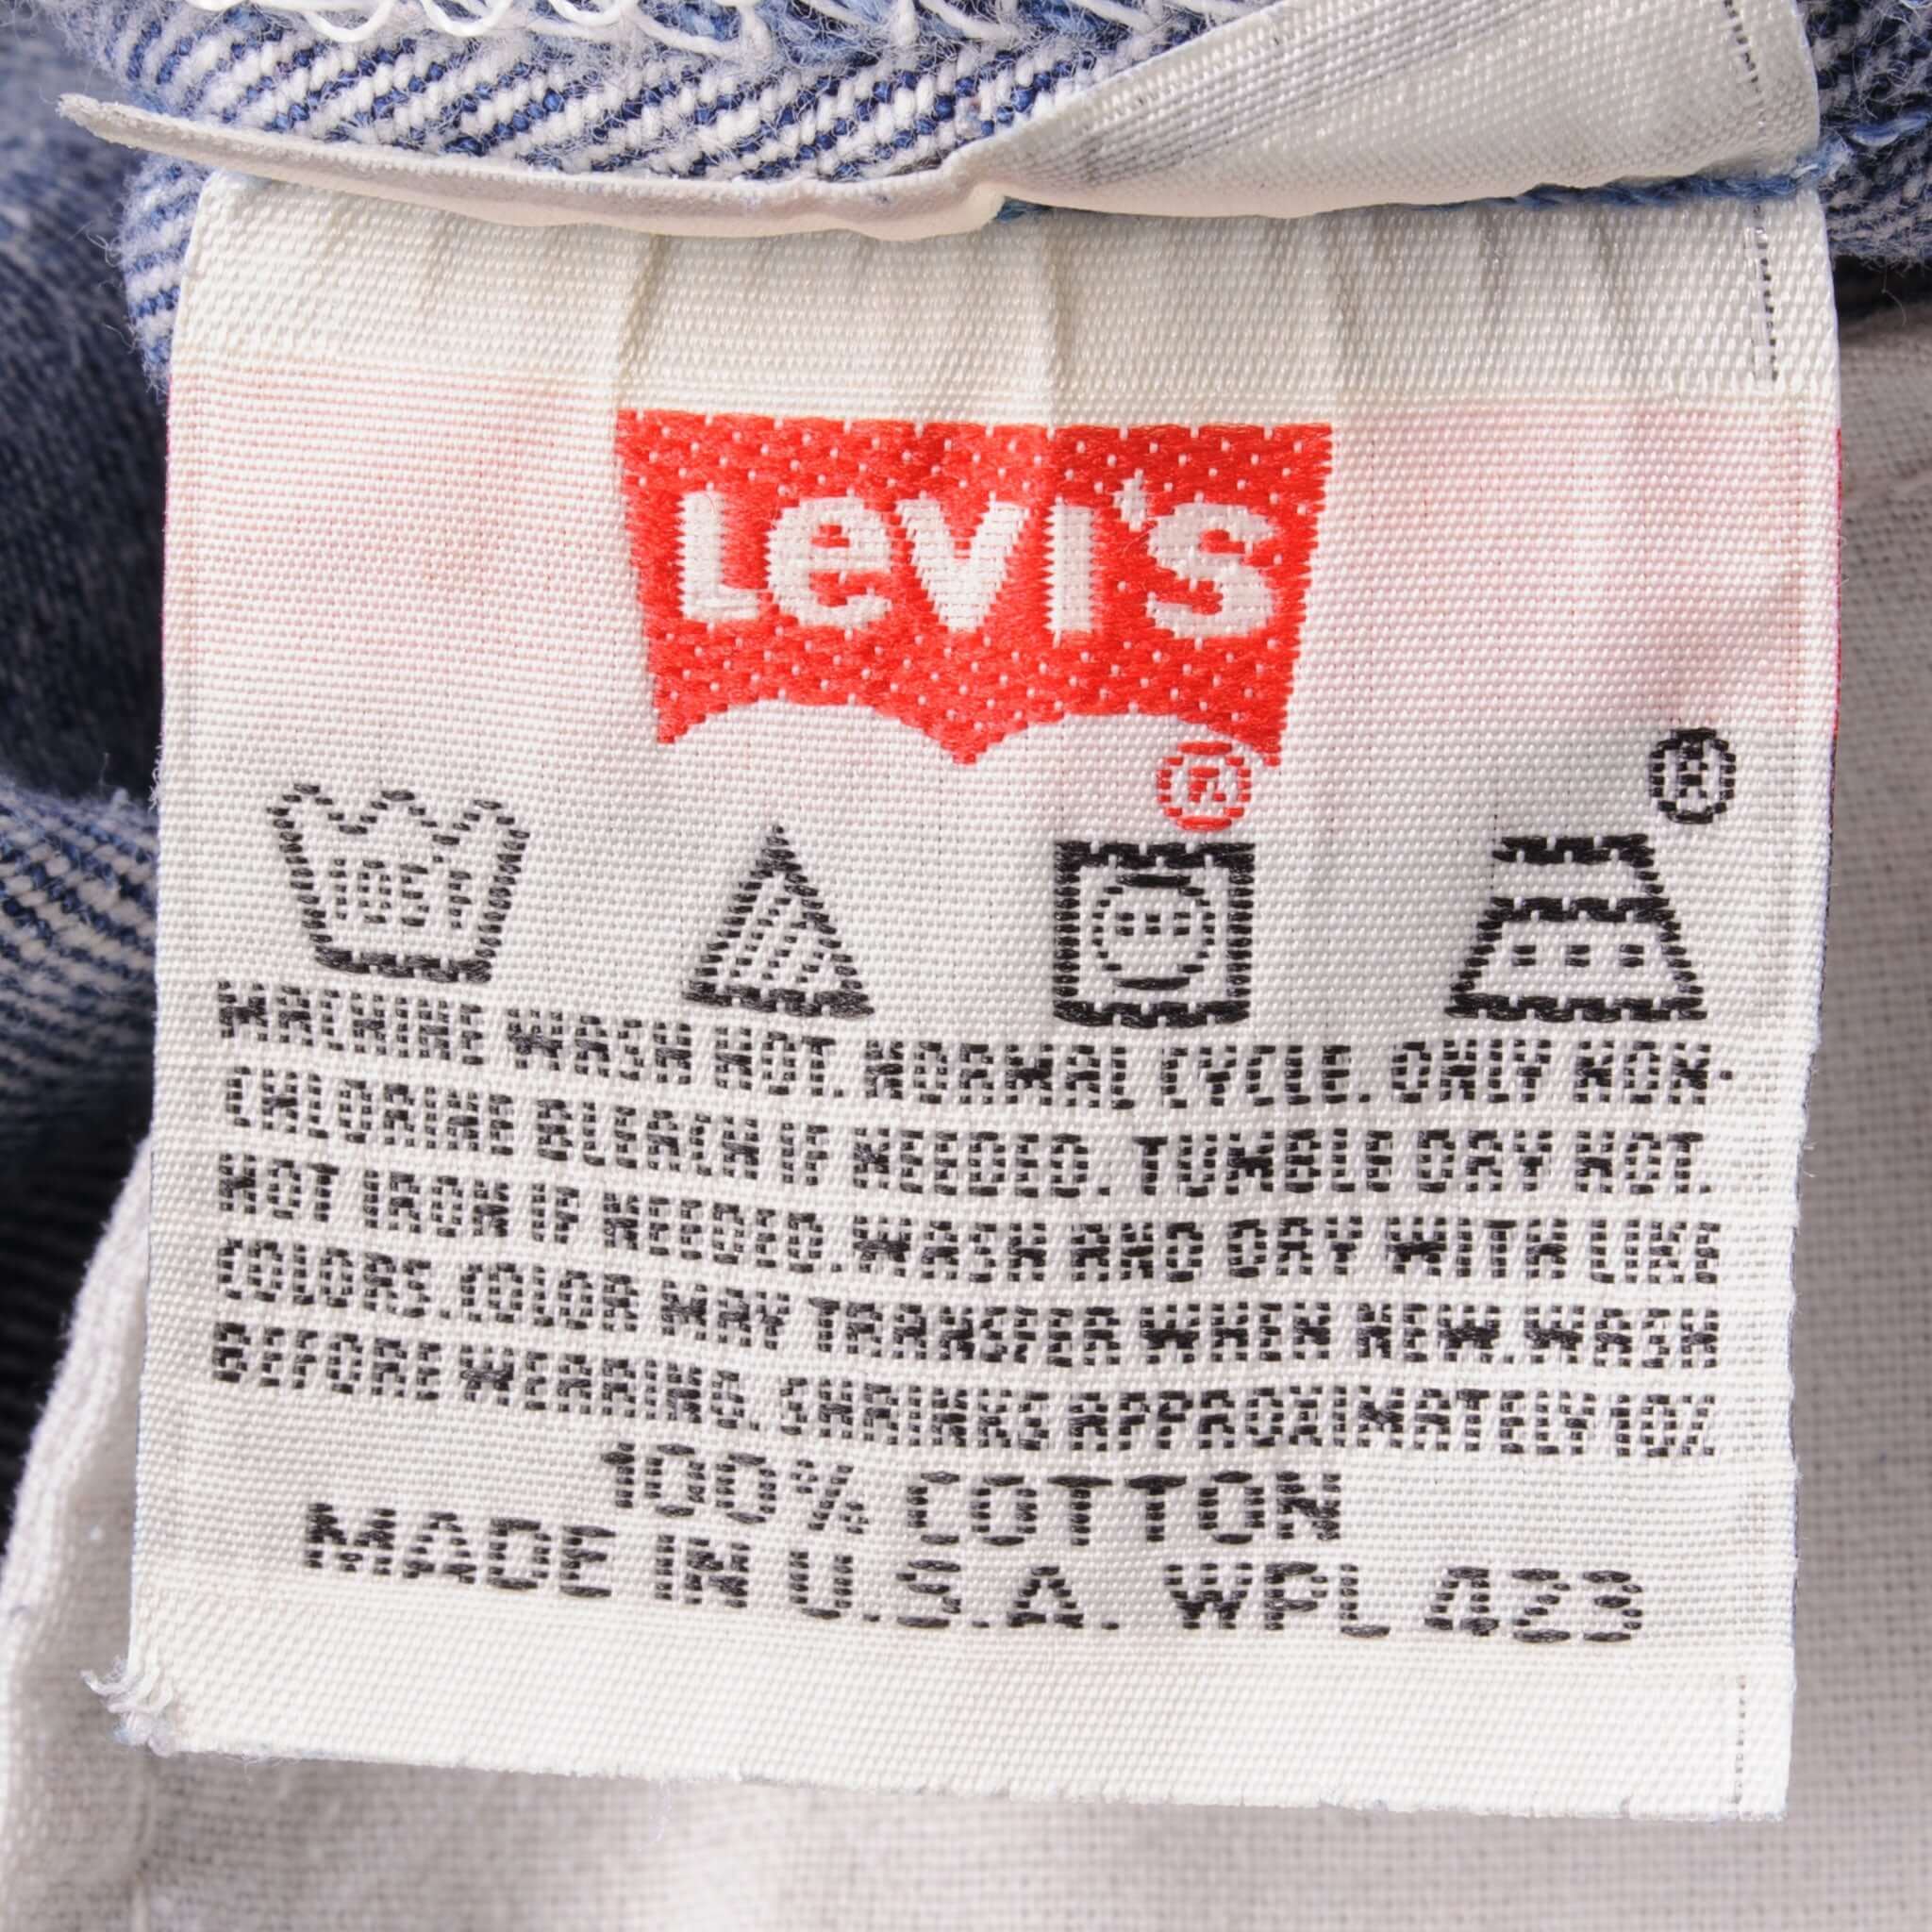 Levi's
®
®
105F
MACHINE WASH HOT. NORMAL CYCLE. ONLY NON-
CHLORINE BLEACH IF NEEDED. TUMBLE DRY HOT.
HOT IRON IF NEEDED. WASH AND DRY WITH LIKE
COLORS. COLOR MAY TRANSFER WHEN NEW. WASH
BEFORE WEARING. SHRINKS APPROXIMATELY 10%
100% COTTON
MADE IN U.S.A. WPL 423